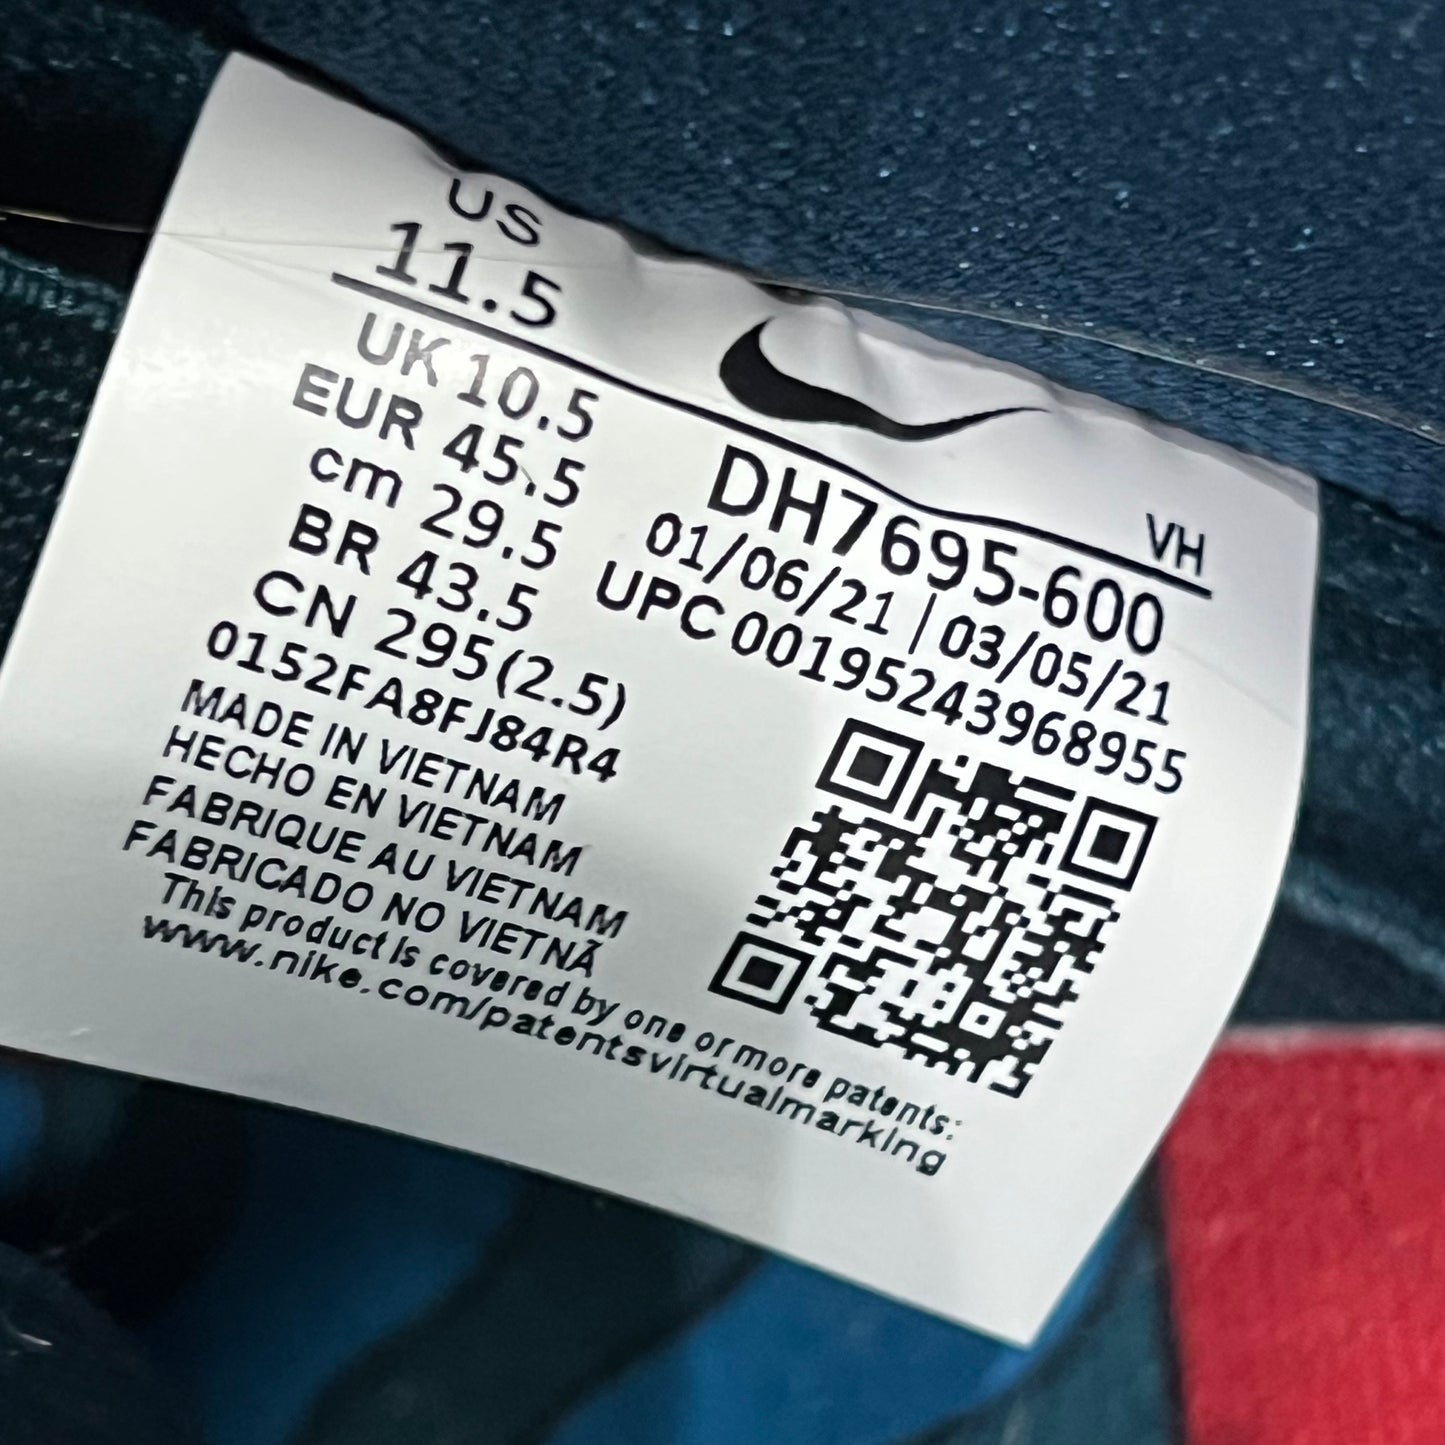 US
11.5
UK 10.5
EUR 45.5
cm 29.5
BR 43.5
CN 295(2.5)
0152FA8FJ84R4
MADE IN VIETNAM
HECHO EN VIETNAM
FABRIQUE AU VIETNAM
FABRICADO NO VIETNÃ
This product is covered by one or more patents:
www.nike.com/patentsvirtualmarking
VH
DH7695-600
01/06/21 | 03/05/21
UPC 00195243968955